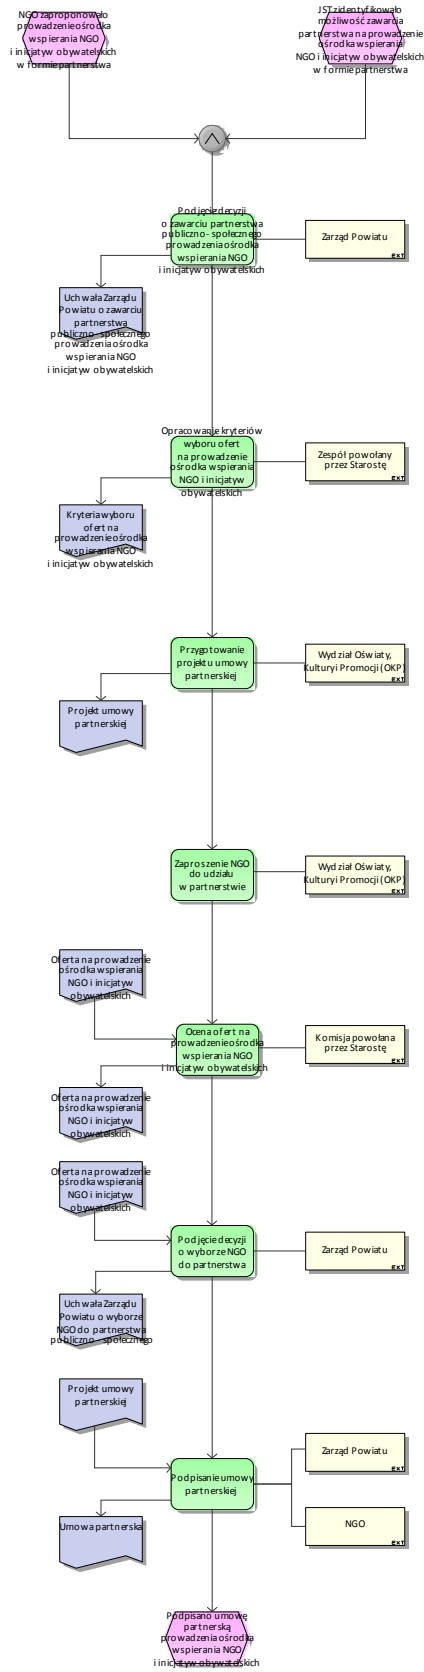 NGO zaproponowało
prowadzenie ośrodka
wspierania NGO
i inicjatyw obywatelskich
w formie partnerstwa
JST zidentyfikowało
możliwość zawarcia
partnerstwa na prowadzenie
ośrodka wspierania
NGO i inicjatyw obywatelskich
w formie partnerstwa
Podjęcie decyzji
o zawarciu partnerstwa
publiczno - społecznego
prowadzenia ośrodka
wspierania NGO
i inicjatyw obywatelskich
Zarząd Powiatu
EXT
Uchwała Zarządu
Powiatu o zawarciu
partnerstwa
publiczno - społecznego
prowadzenia ośrodka
wspierania NGO
i inicjatyw obywatelskich
Opracowanie kryteriów
wyboru ofert
na prowadzenie
ośrodka wspierania
NGO i inicjatyw
obywatelskich
Zespół powołany
przez Starostę
EXT
Kryteria wyboru
ofert na
prowadzenie ośrodka
wspierania NGO
i inicjatyw obywatelskich
Przygotowanie
projektu umowy
partnerskiej
Wydział Oświaty,
Kultury i Promocji (OKP)
EXT
Projekt umowy
partnerskiej
Zaproszenie NGO
do udziału
w partnerstwie
Wydział Oświaty,
Kultury i Promocji (OKP)
EXT
Oferta na prowadzenie
ośrodka wspierania
NGO i inicjatyw
obywatelskich
Ocena ofert na
prowadzenie ośrodka
wspierania NGO
i inicjatyw obywatelskich
Komisja powołana
przez Starostę
EXT
Oferta na prowadzenie
ośrodka wspierania
NGO i inicjatyw
obywatelskich
Oferta na prowadzenie
ośrodka wspierania
NGO i inicjatyw
obywatelskich
Podjęcie decyzji
o wyborze NGO
do partnerstwa
Zarząd Powiatu
EXT
Uchwała Zarządu
Powiatu o wyborze
NGO do partnerstwa
publiczno - społecznego
Projekt umowy
partnerskiej
Zarząd Powiatu
EXT
Podpisanie umowy
partnerskiej
NGO
EXT
Umowa partnerska
Podpisano umowę
partnerską
prowadzenia ośrodka
wspierania NGO
i inicjatyw obywatelskich